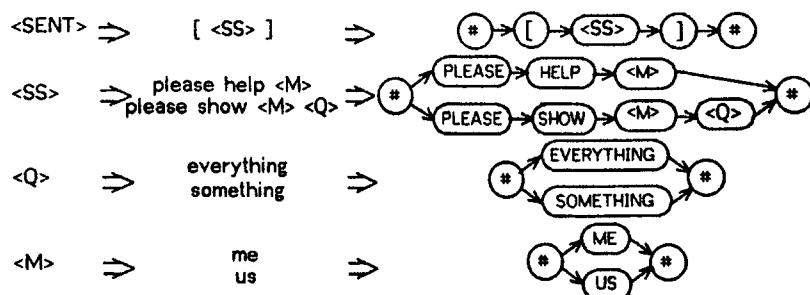 <SENT> ⇒ [ <SS> ] ⇒ # [ <SS> ] #
PLEASE HELP <M>
<SS> ⇒ please help <M> ⇒ # #
please show <M> <Q>
PLEASE SHOW <M> <Q>
EVERYTHING
<Q> ⇒ everything ⇒ # #
something
SOMETHING
ME
<M> ⇒ me ⇒ # #
us
US